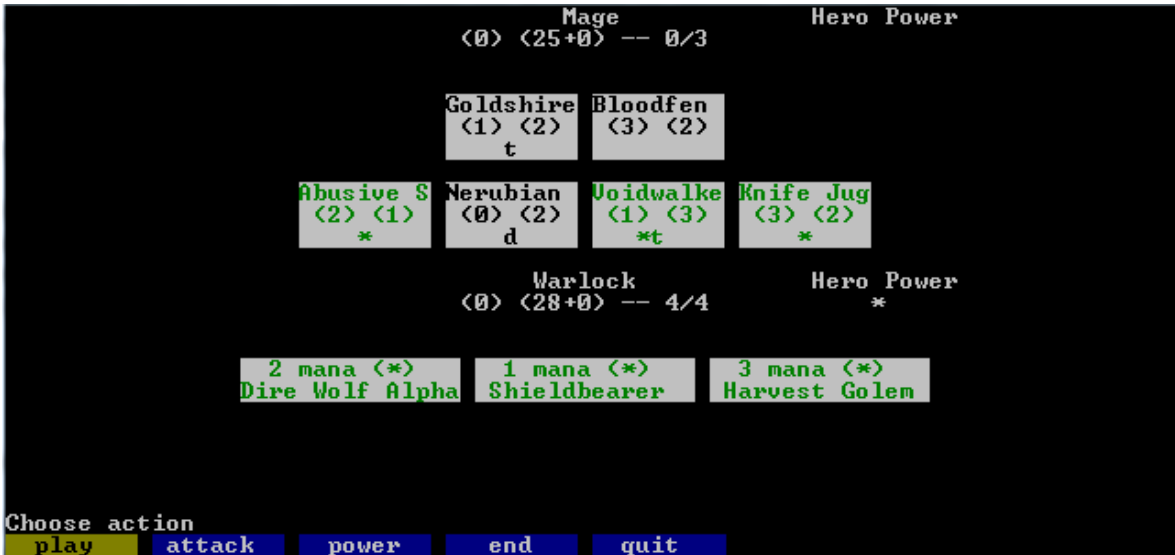 Mage Hero Power
(0) (25+0) -- 0/3
Goldshire Bloodfen
(1) (2) (3) (2)
t
Abusive S Nerubian Voidwalke Knife Jug
(2) (1) (0) (2) (1) (3) (3) (2)
* d *t *
Warlock Hero Power
(0) (28+0) -- 4/4 *
2 mana (*) 1 mana (*) 3 mana (*)
Dire Wolf Alpha Shieldbearer Harvest Golem
Choose action
play attack power end quit